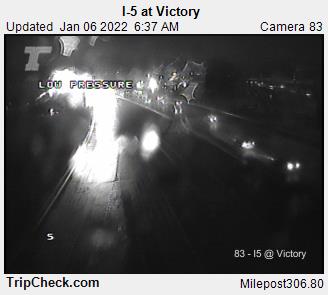 I-5 at Victory
Updated Jan 06 2022 6:37 AM Camera 83
T
LOW PRESSURE
S
83 - I5 @ Victory
TripCheck.com Milepost306.80